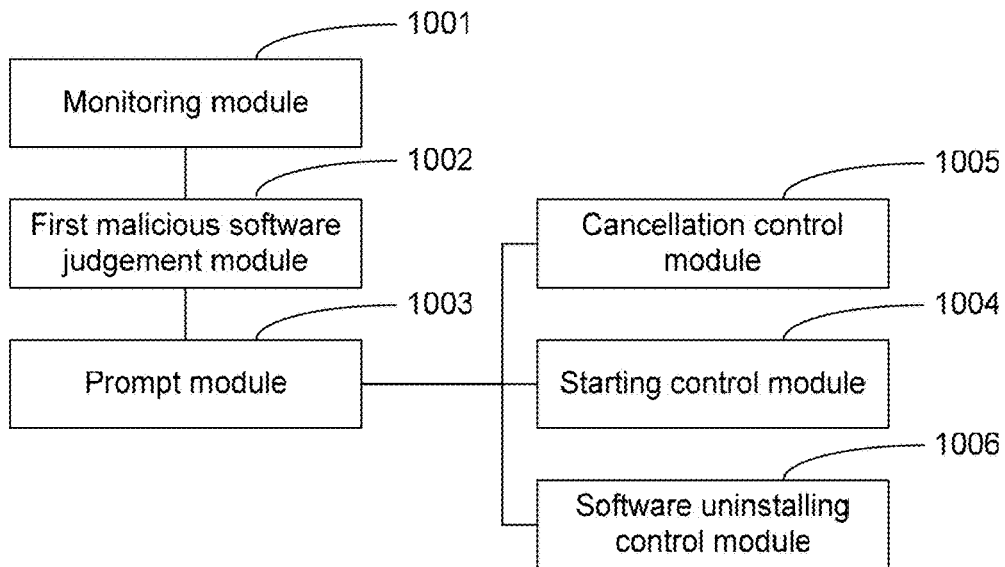 1001
Monitoring module
1002
First malicious software
judgement module
1003
Prompt module
1005
Cancellation control
module
1004
Starting control module
1006
Software uninstalling
control module